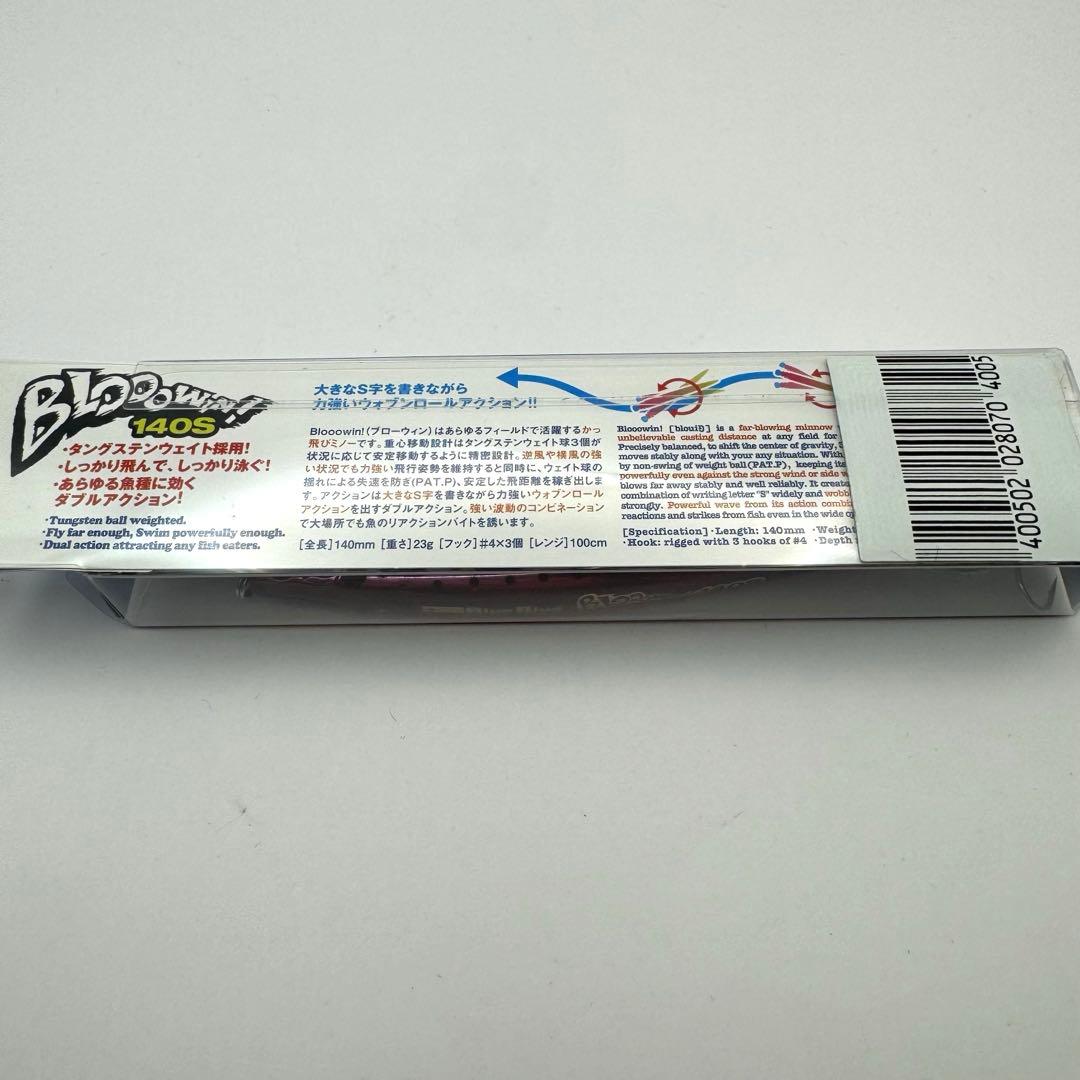 BLOOOWIN!
140S
・タングステンウェイト採用!
・しっかり飛んで、しっかり泳ぐ!
・あらゆる魚種に効く
ダブルアクション!
・Tungsten ball weighted.
・Fly far enough, Swim powerfully enough.
・Dual action attracting any fish eaters.
大きなS字を書きながら
力強いウォブンロールアクション!!
Blooowin!(ブローウィン)はあらゆるフィールドで活躍するかっ
飛びミノーです。重心移動設計はタングステンウェイト球3個が
状況に応じて安定移動するように精密設計。逆風や横風の強
い状況でも力強い飛行姿勢を維持すると同時に、ウェイト球の
揺れによる失速を防ぎ(PAT.P)、安定した飛距離を稼ぎ出しま
す。アクションは大きなS字を書きながら力強いウォブンロール
アクションを出すダブルアクション。強い波動のコンビネーション
で大場所でも魚のリアクションバイトを誘います。
[全長]140mm [重さ]23g [フック]#4×3個 [レンジ]100cm
Blooowin! is a far-blowing minnow
unbelievable casting distance at any field for
Precisely balanced, to shift the center of gravity,
moves stably along with your any situation. With
by non-swing of weight ball(PAT.P), keeping its
powerfully even against the strong wind or side
blows far away stably and well reliably. It
combination of writing letter "S" widely and
strongly. Powerful wave from its action
reactions and strikes from fish even in the wide
[Specification]・Length: 140mm ・Weight
・Hook: rigged with 3 hooks of #4 ・Depth
400502 028070 4005
Blue Blue